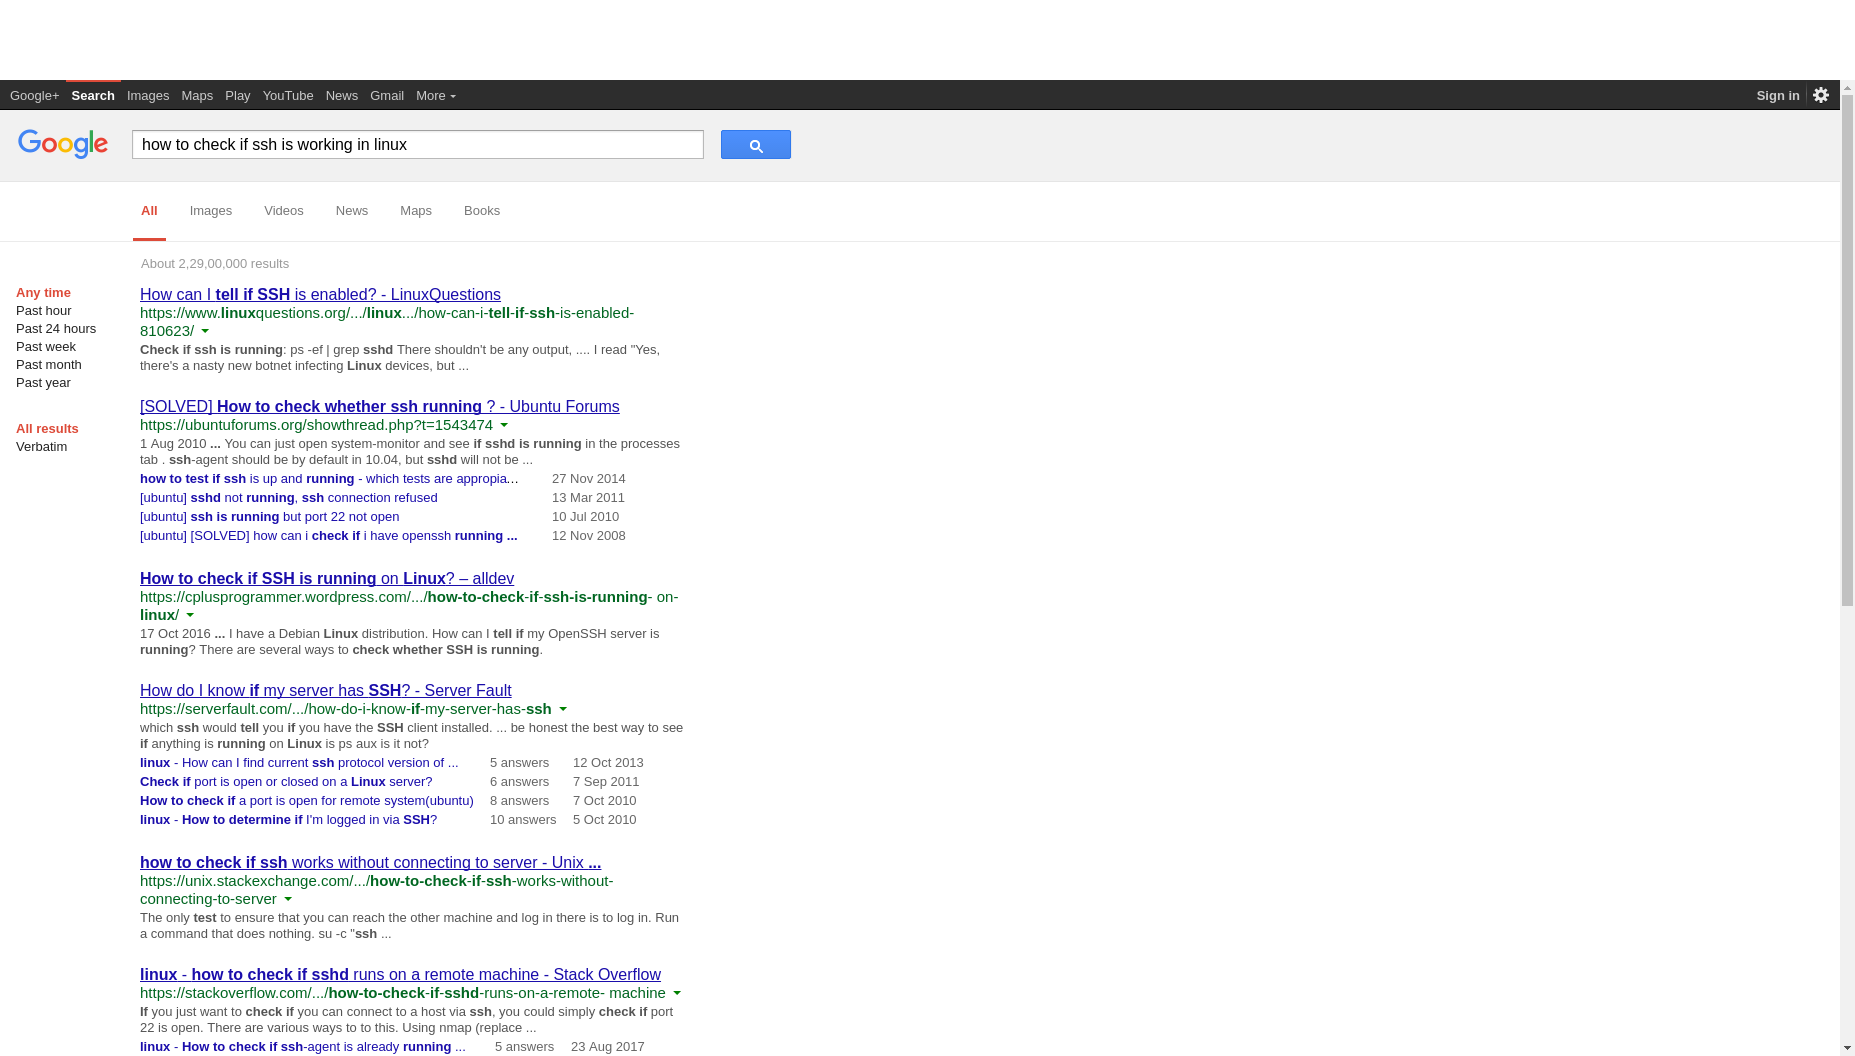 Google+ Search Images Maps Play YouTube News Gmail More Sign in
Google how to check if ssh is working in linux
All Images Videos News Maps Books
About 2,29,00,000 results
Any time
Past hour
Past 24 hours
Past week
Past month
Past year
All results
Verbatim
How can I tell if SSH is enabled? - LinuxQuestions
https://www.linuxquestions.org/.../linux.../how-can-i-tell-if-ssh-is-enabled-
810623/
Check if ssh is running: ps -ef | grep sshd There shouldn't be any output, .... I read "Yes,
there's a nasty new botnet infecting Linux devices, but ...
[SOLVED] How to check whether ssh running ? - Ubuntu Forums
https://ubuntuforums.org/showthread.php?t=1543474
1 Aug 2010 ... You can just open system-monitor and see if sshd is running in the processes
tab . ssh-agent should be by default in 10.04, but sshd will not be ...
how to test if ssh is up and running - which tests are appropia... 27 Nov 2014
[ubuntu] sshd not running, ssh connection refused 13 Mar 2011
[ubuntu] ssh is running but port 22 not open 10 Jul 2010
[ubuntu] [SOLVED] how can i check if i have openssh running ... 12 Nov 2008
How to check if SSH is running on Linux? – alldev
https://cplusprogrammer.wordpress.com/.../how-to-check-if-ssh-is-running- on-
linux/
17 Oct 2016 ... I have a Debian Linux distribution. How can I tell if my OpenSSH server is
running? There are several ways to check whether SSH is running.
How do I know if my server has SSH? - Server Fault
https://serverfault.com/.../how-do-i-know-if-my-server-has-ssh
which ssh would tell you if you have the SSH client installed. ... be honest the best way to see
if anything is running on Linux is ps aux is it not?
linux - How can I find current ssh protocol version of ... 5 answers 12 Oct 2013
Check if port is open or closed on a Linux server? 6 answers 7 Sep 2011
How to check if a port is open for remote system(ubuntu) 8 answers 7 Oct 2010
linux - How to determine if I'm logged in via SSH? 10 answers 5 Oct 2010
how to check if ssh works without connecting to server - Unix ...
https://unix.stackexchange.com/.../how-to-check-if-ssh-works-without-
connecting-to-server
The only test to ensure that you can reach the other machine and log in there is to log in. Run
a command that does nothing. su -c "ssh ...
linux - how to check if sshd runs on a remote machine - Stack Overflow
https://stackoverflow.com/.../how-to-check-if-sshd-runs-on-a-remote- machine
If you just want to check if you can connect to a host via ssh, you could simply check if port
22 is open. There are various ways to to this. Using nmap (replace ...
linux - How to check if ssh-agent is already running ... 5 answers 23 Aug 2017